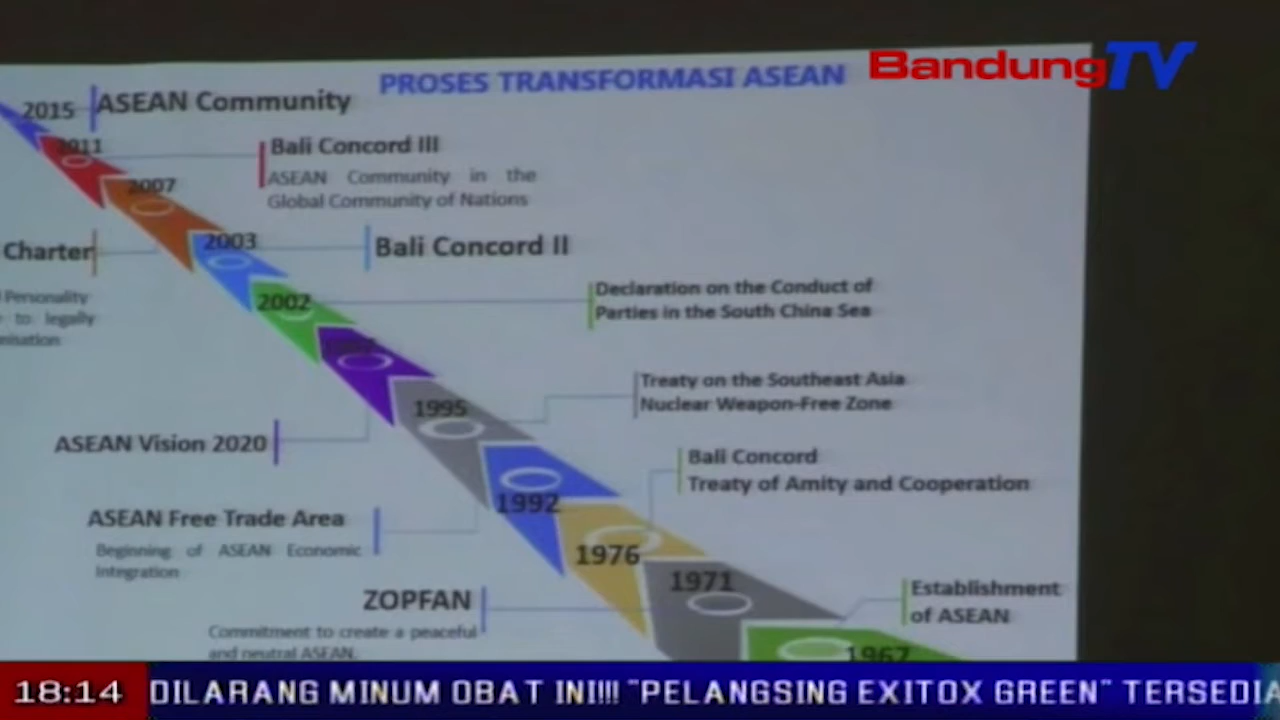 BandungTV
PROSES TRANSFORMASI ASEAN
2015
ASEAN Community
2011
Bali Concord III
ASEAN Community in the
Global Community of Nations
2007
Charter
Personality
to legally
2003
Bali Concord II
2002
Declaration on the Conduct of
Parties in the South China Sea
ASEAN Vision 2020
1995
Treaty on the Southeast Asia
Nuclear Weapon-Free Zone
1992
ASEAN Free Trade Area
Beginning of ASEAN Economic
Integration
1976
Bali Concord
Treaty of Amity and Cooperation
1971
ZOPFAN
Commitment to create a peaceful
and neutral ASEAN.
1967
Establishment
of ASEAN
18:14
DILARANG MINUM OBAT INI!!! "PELANGSING EXITOX GREEN" TERSEDIA